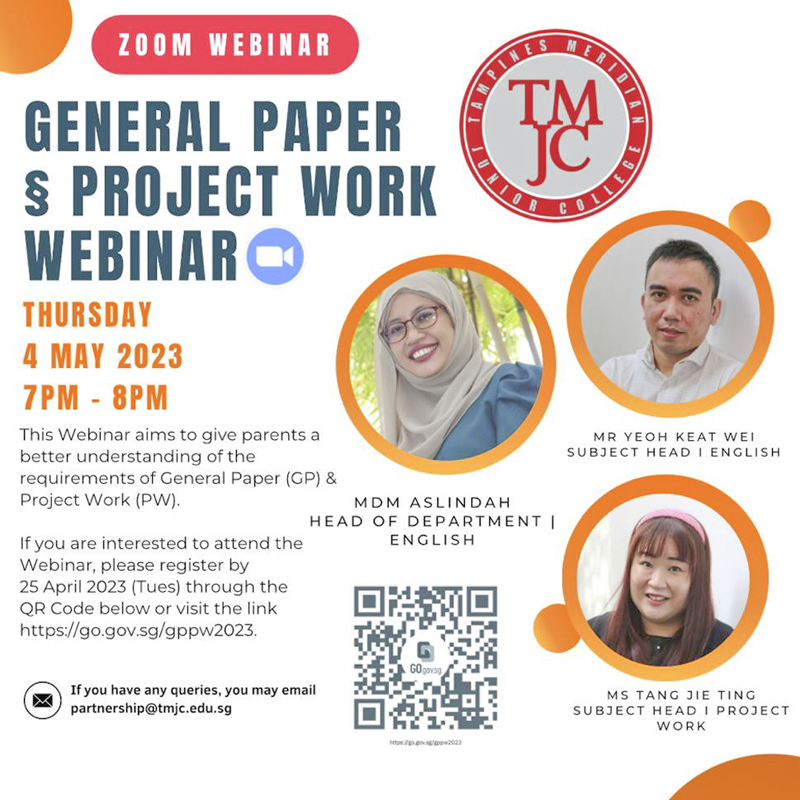 ZOOM WEBINAR
TAMPINES MERIDIAN
TM
JC
JUNIOR COLLEGE
GENERAL PAPER
§ PROJECT WORK
WEBINAR
THURSDAY
4 MAY 2023
7PM - 8PM
This Webinar aims to give parents a
better understanding of the
requirements of General Paper (GP) &
Project Work (PW).
If you are interested to attend the
Webinar, please register by
25 April 2023 (Tues) through the
QR Code below or visit the link
https://go.gov.sg/gppw2023.
If you have any queries, you may email
partnership@tmjc.edu.sg
MDM ASLINDAH
HEAD OF DEPARTMENT |
ENGLISH
MR YEOH KEAT WEI
SUBJECT HEAD I ENGLISH
MS TANG JIE TING
SUBJECT HEAD I PROJECT
WORK
GO.gov.sg
https://go.gov.sg/gppw2023